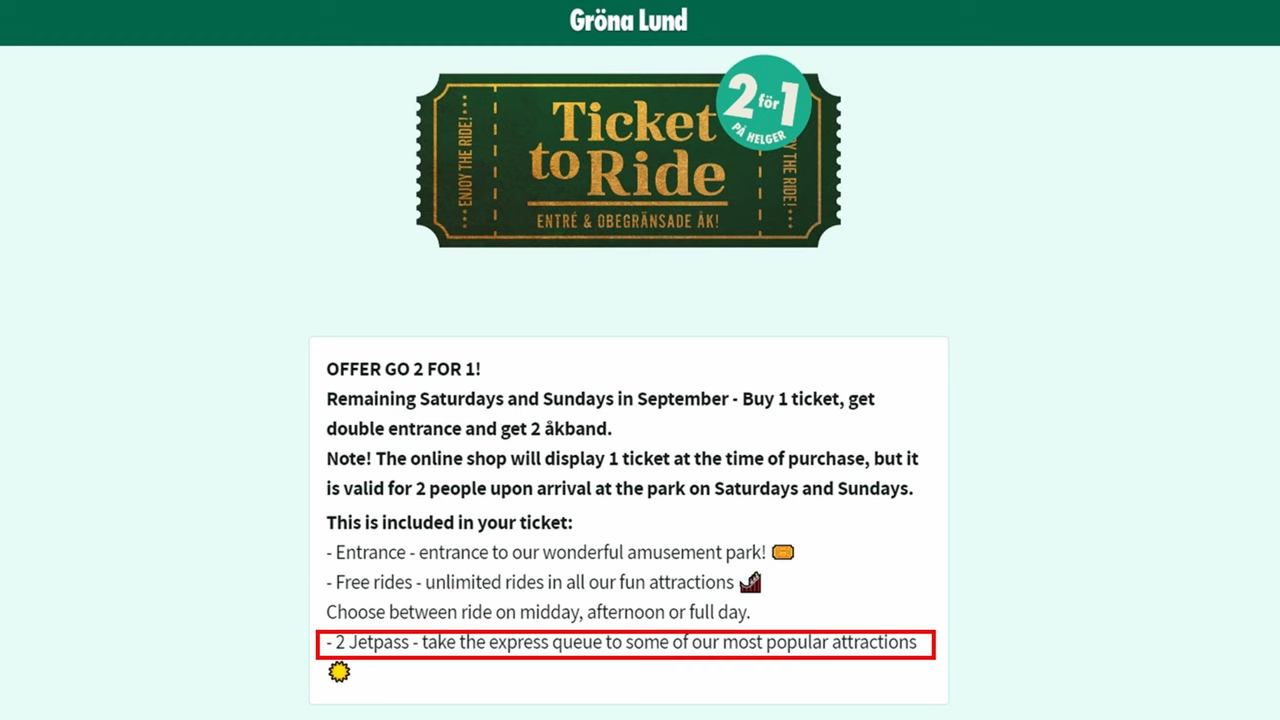 Gröna Lund
2 för 1
PÅ HELGER
ENJOY THE RIDE!
Ticket
to Ride
Y THE RIDE!
ENTRÉ & OBEGRÄNSADE ÅK!
OFFER GO 2 FOR 1!
Remaining Saturdays and Sundays in September - Buy 1 ticket, get
double entrance and get 2 åkband.
Note! The online shop will display 1 ticket at the time of purchase, but it
is valid for 2 people upon arrival at the park on Saturdays and Sundays.
This is included in your ticket:
- Entrance - entrance to our wonderful amusement park!
- Free rides - unlimited rides in all our fun attractions
Choose between ride on midday, afternoon or full day.
- 2 Jetpass - take the express queue to some of our most popular attractions